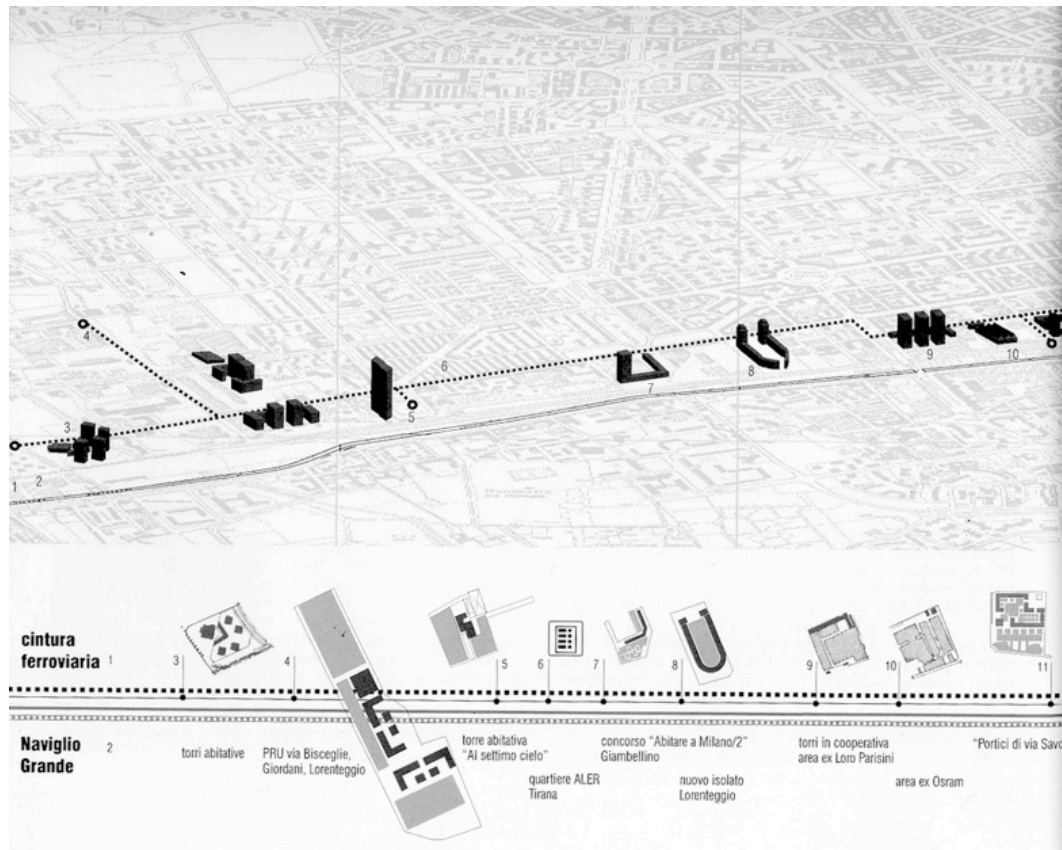 4
6
5
3
1
2
7
8
9
10
cintura
ferroviaria
1
3
4
5
6
7
8
9
10
11
Naviglio
Grande
2
torri abitative
PRU via Bisceglie,
Giordani, Lorenteggio
torre abitativa
"Al settimo cielo"
quartiere ALER
Tirana
concorso "Abitare a Milano/2"
Giambellino
nuovo isolato
Lorenteggio
torri in cooperativa
area ex Loro Parisini
area ex Osram
"Portici di via Savo